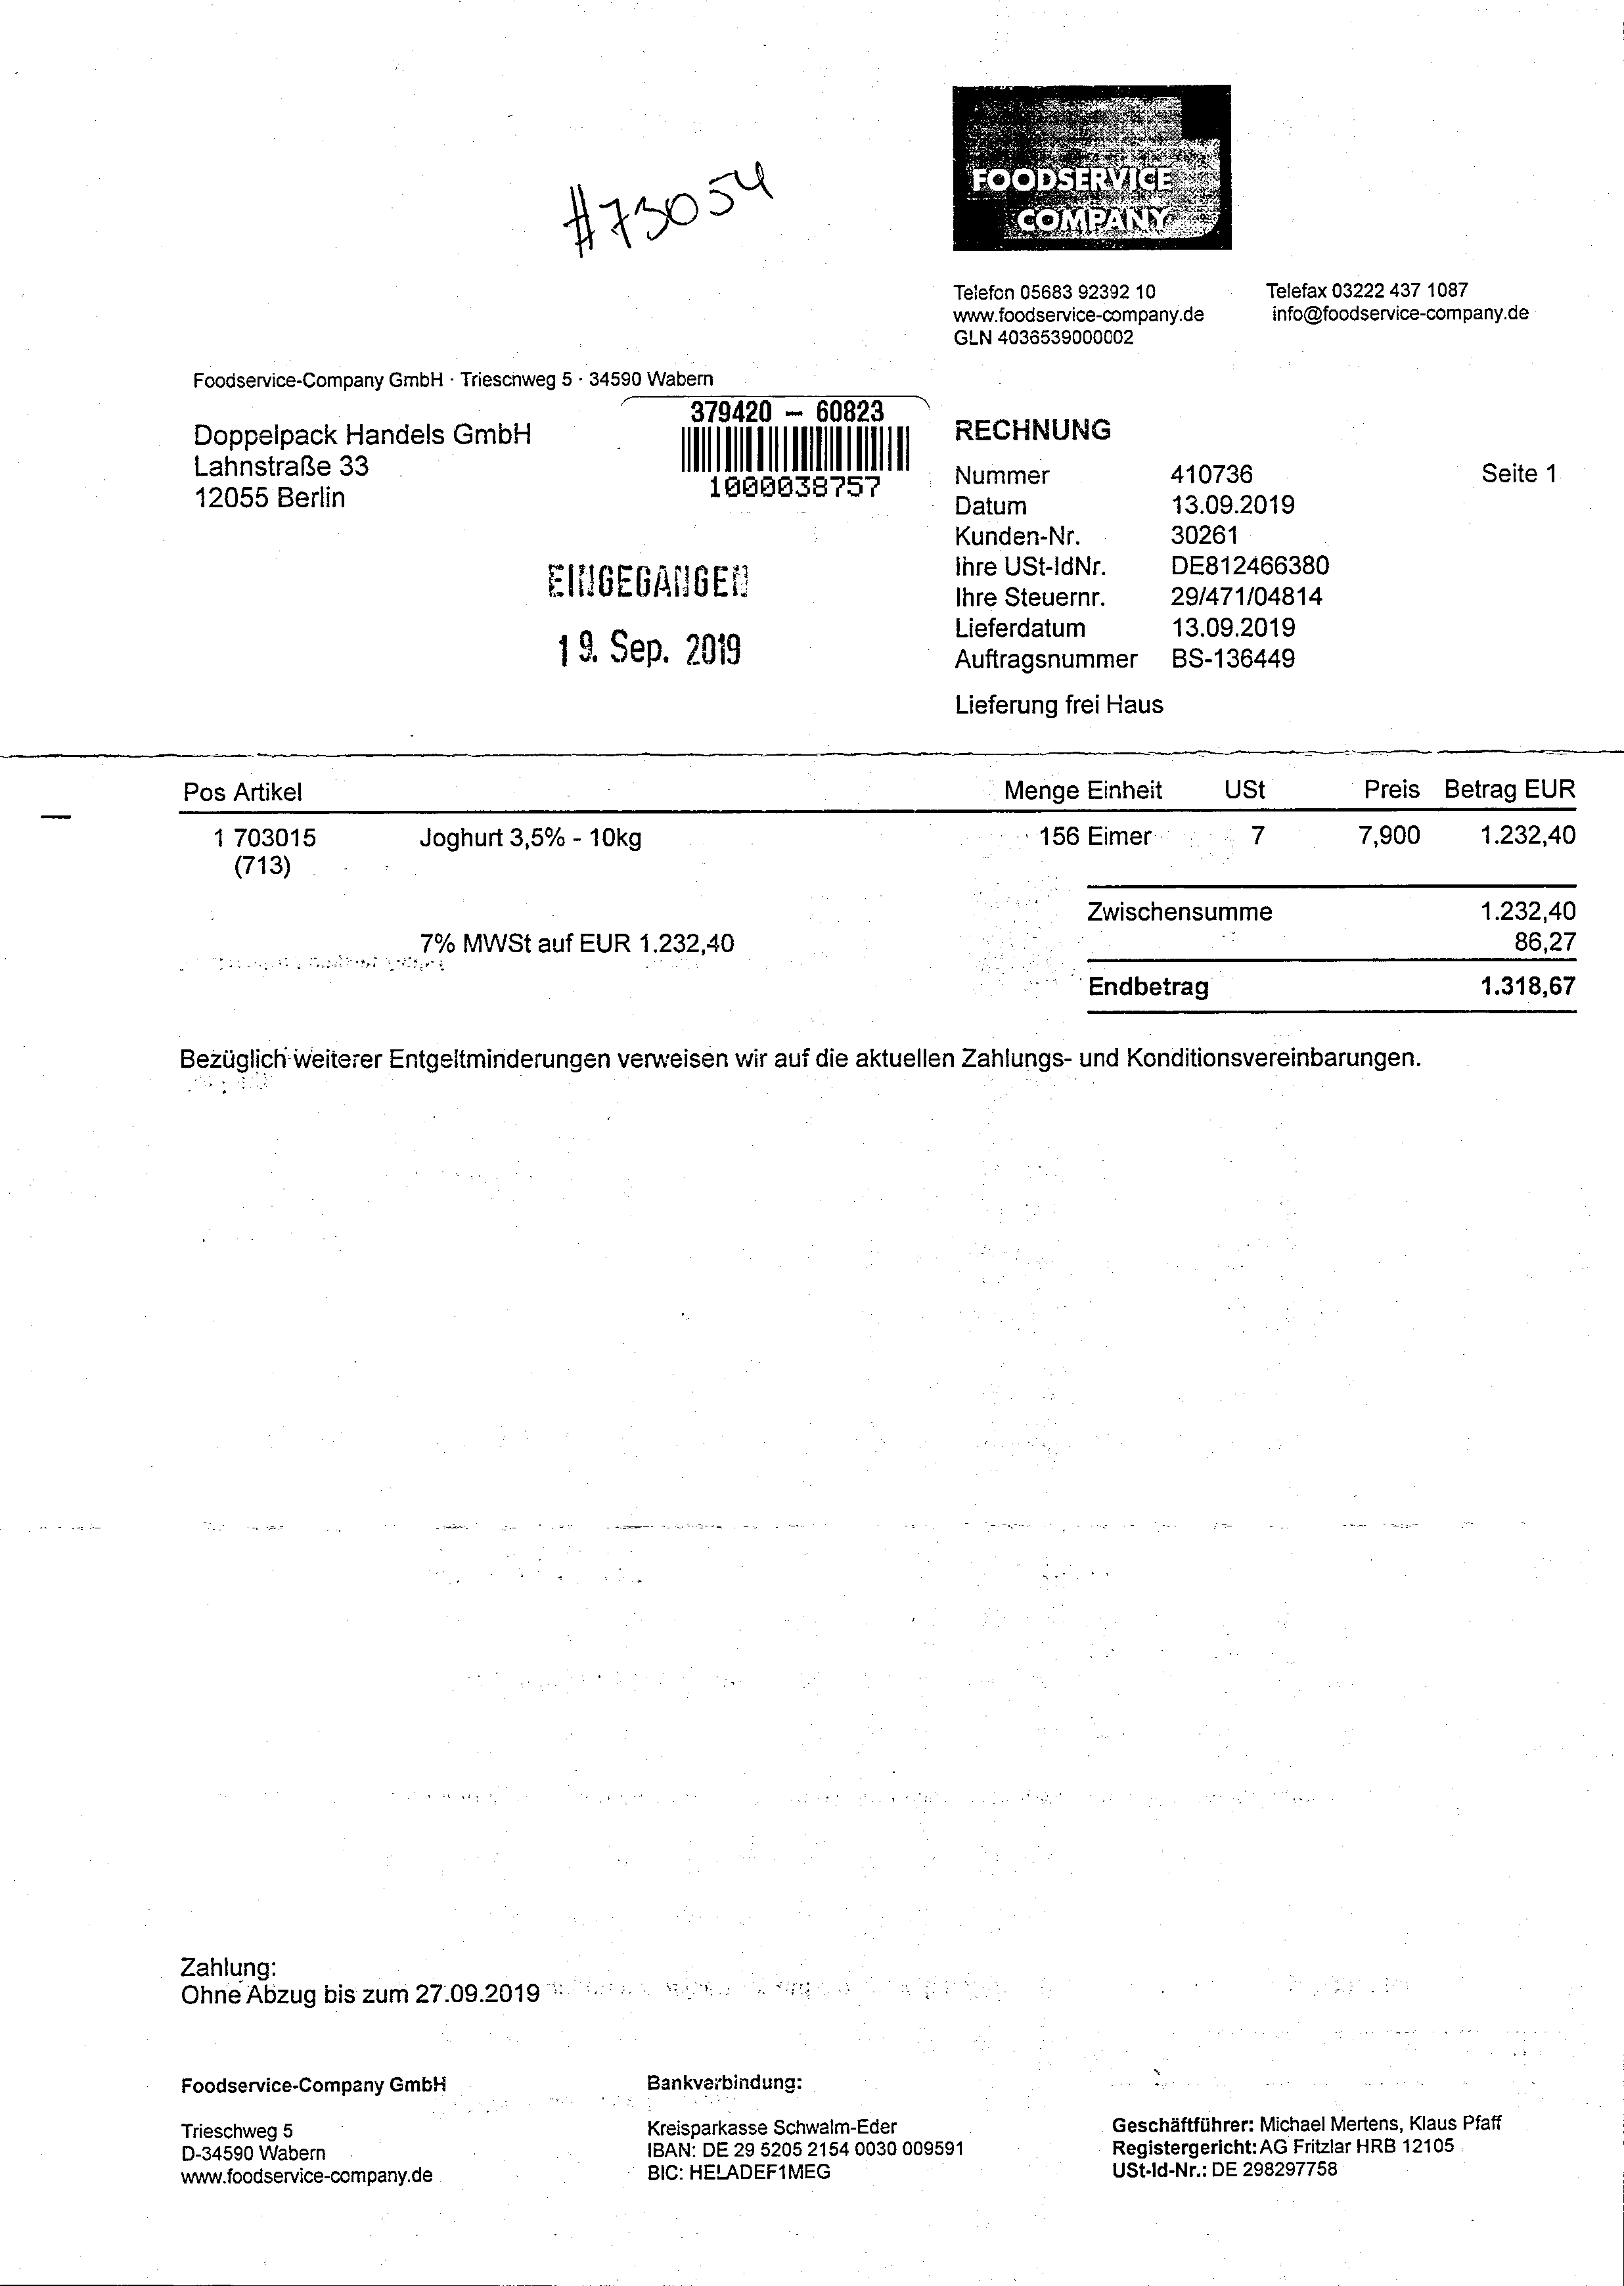 #73054
FOODSERVICE
COMPANY
Telefon 05683 92392 10 Telefax 03222 437 1087
www.foodservice-company.de info@foodservice-company.de
GLN 4036539000002
Foodservice-Company GmbH · Trieschweg 5 · 34590 Wabern
379420 – 60823
1000038757
Doppelpack Handels GmbH
Lahnstraße 33
12055 Berlin
EINGEGANGEN
19. Sep. 2019
RECHNUNG
Nummer 410736 Seite 1
Datum 13.09.2019
Kunden-Nr. 30261
Ihre USt-IdNr. DE812466380
Ihre Steuernr. 29/471/04814
Lieferdatum 13.09.2019
Auftragsnummer BS-136449
Lieferung frei Haus
Pos Artikel Menge Einheit USt Preis Betrag EUR
1 703015 Joghurt 3,5% - 10kg 156 Eimer 7 7,900 1.232,40
(713)
Zwischensumme 1.232,40
7% MWSt auf EUR 1.232,40 86,27
Endbetrag 1.318,67
Bezüglich weiterer Entgeltminderungen verweisen wir auf die aktuellen Zahlungs- und Konditionsvereinbarungen.
Zahlung:
Ohne Abzug bis zum 27.09.2019
Foodservice-Company GmbH
Trieschweg 5
D-34590 Wabern
www.foodservice-company.de
Bankverbindung:
Kreisparkasse Schwalm-Eder
IBAN: DE 29 5205 2154 0030 009591
BIC: HELADEF1MEG
Geschäftführer: Michael Mertens, Klaus Pfaff
Registergericht: AG Fritzlar HRB 12105
USt-Id-Nr.: DE 298297758